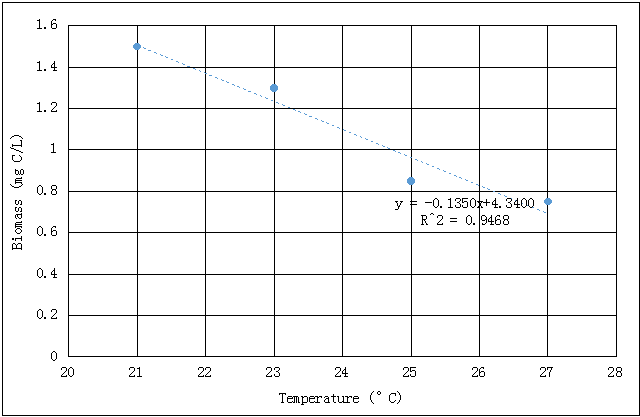 1.6
1.4
1.2
1
0.8
0.6
0.4
0.2
0
Biomass (mg C/L)
y = -0.1350x+4.3400
R^2 = 0.9468
20 21 22 23 24 25 26 27 28
Temperature (°C)